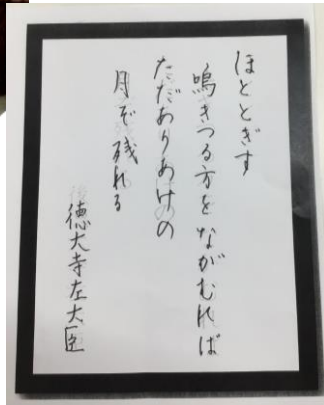 ほととぎす
鳴きつる方をながむれば
ただありあけの
月ぞ残れる
徳大寺左大臣